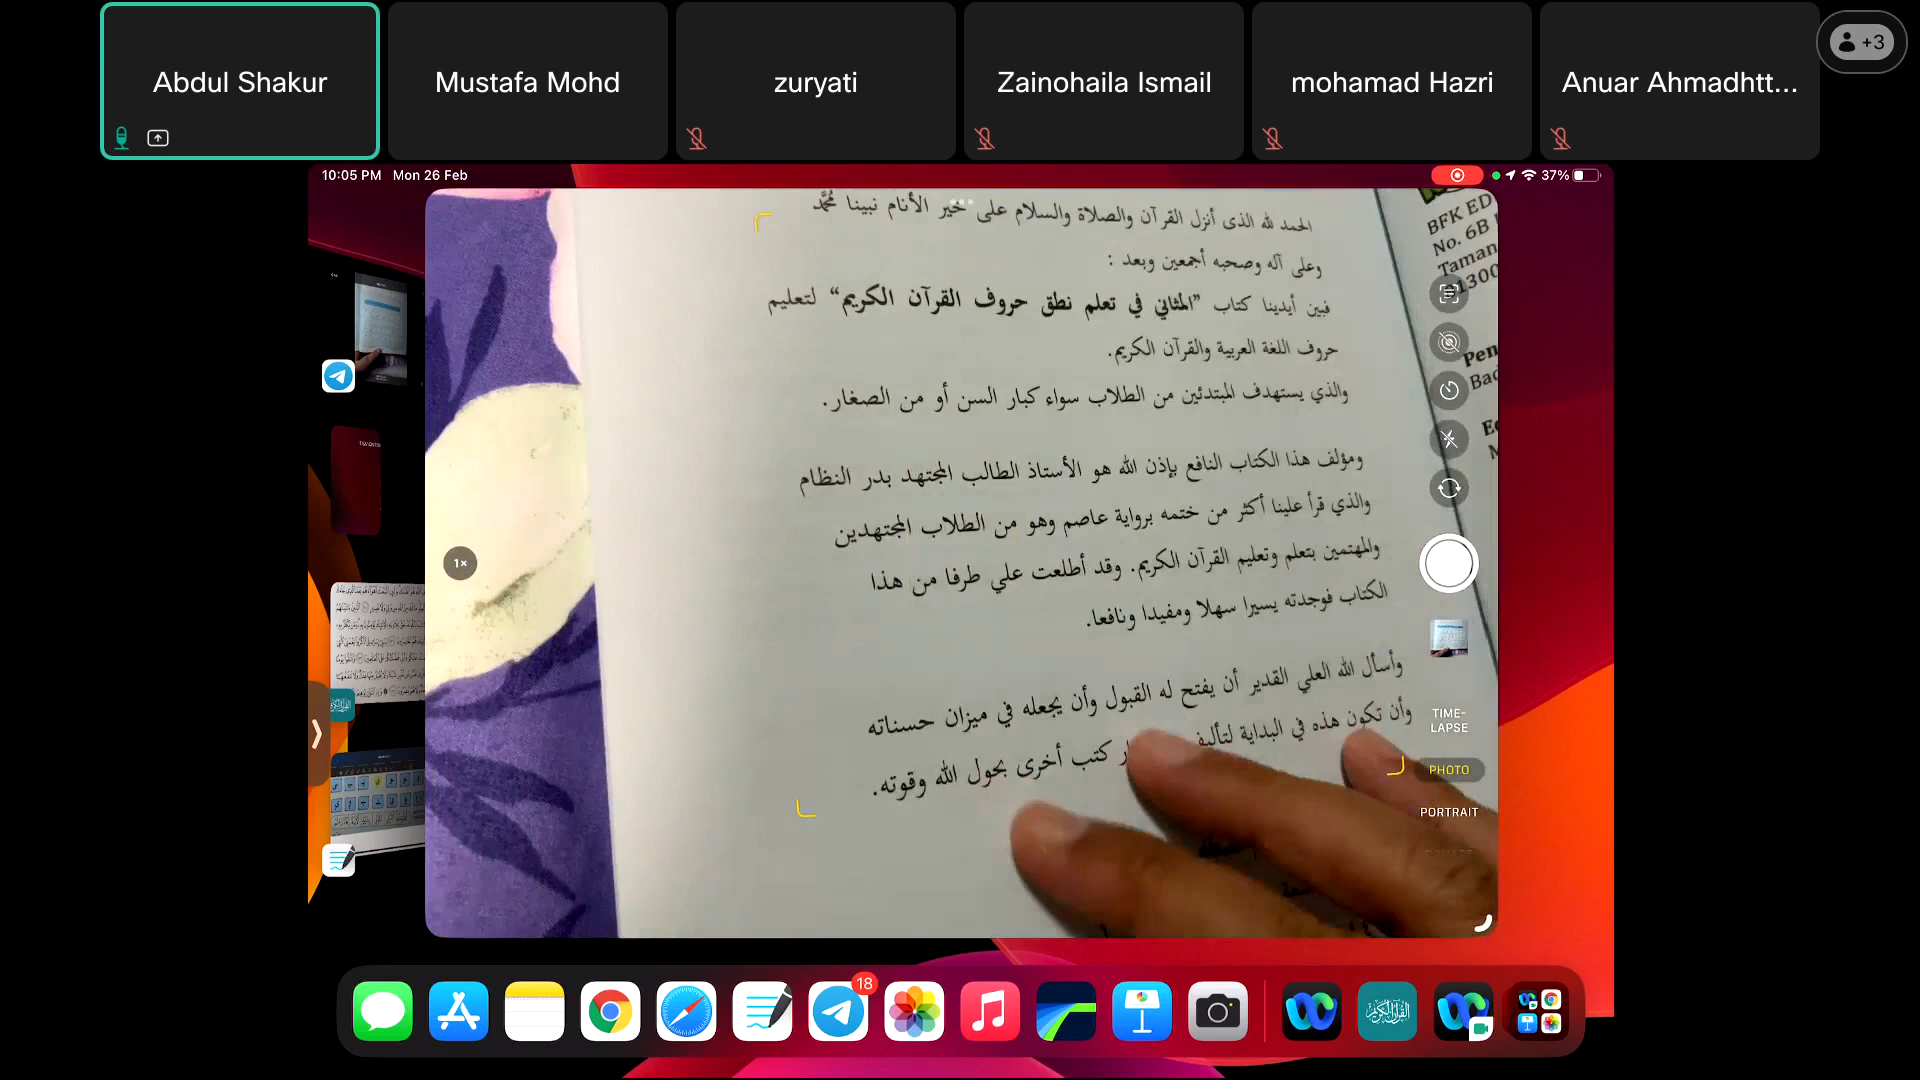 Abdul Shakur
Mustafa Mohd
zuryati
Zainohaila Ismail
mohamad Hazri
Anuar Ahmadhtt...
+3
10:05 PM Mon 26 Feb
37%
الحمد لله الذى أنزل القرآن والصلاة والسلام على خير الأنام نبينا مُحَمَّد
وعلى آله وصحبه أجمعين وبعد :
فبين أيدينا كتاب "المثاني في تعلم نطق حروف القرآن الكريم" لتعليم
حروف اللغة العربية والقرآن الكريم.
والذي يستهدف المبتدئين من الطلاب سواء كبار السن أو من الصغار.
ومؤلف هذا الكتاب النافع بإذن الله هو الأستاذ الطالب المجتهد بدر النظام
والذي قرأ علينا أكثر من ختمه برواية عاصم وهو من الطلاب المجتهدين
والمهتمين بتعلم وتعليم القرآن الكريم. وقد أطلعت علي طرفا من هذا
الكتاب فوجدته يسيرا سهلا ومفيدا ونافعا.
وأسأل الله العلي القدير أن يفتح له القبول وأن يجعله في ميزان حسناته
وأن تكون هذه في البداية لتأليف كتب أخرى بحول الله وقوته.
BFK ED
No. 6B
Taman
1300
Pen
Bad
1×
TIME-
LAPSE
PHOTO
PORTRAIT
18